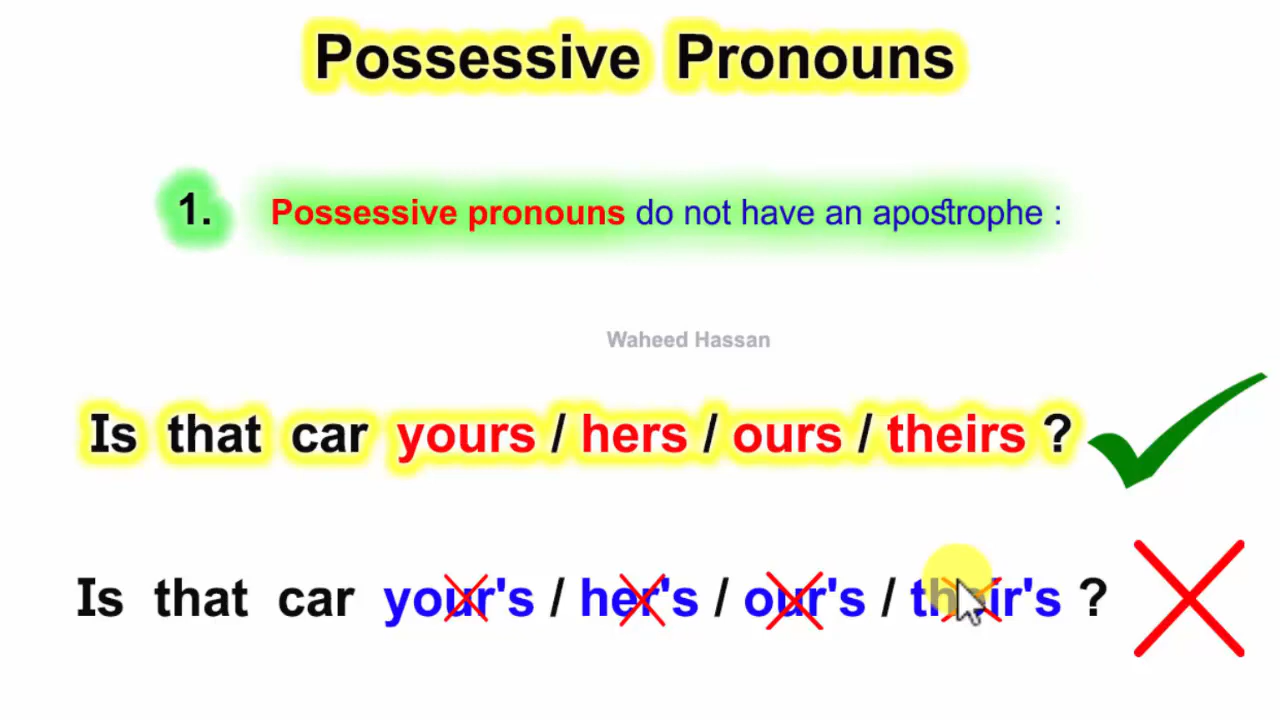 Possessive Pronouns
1. Possessive pronouns do not have an apostrophe :
Waheed Hassan
Is that car yours / hers / ours / theirs ?
Is that car your's / her's / our's / their's ?